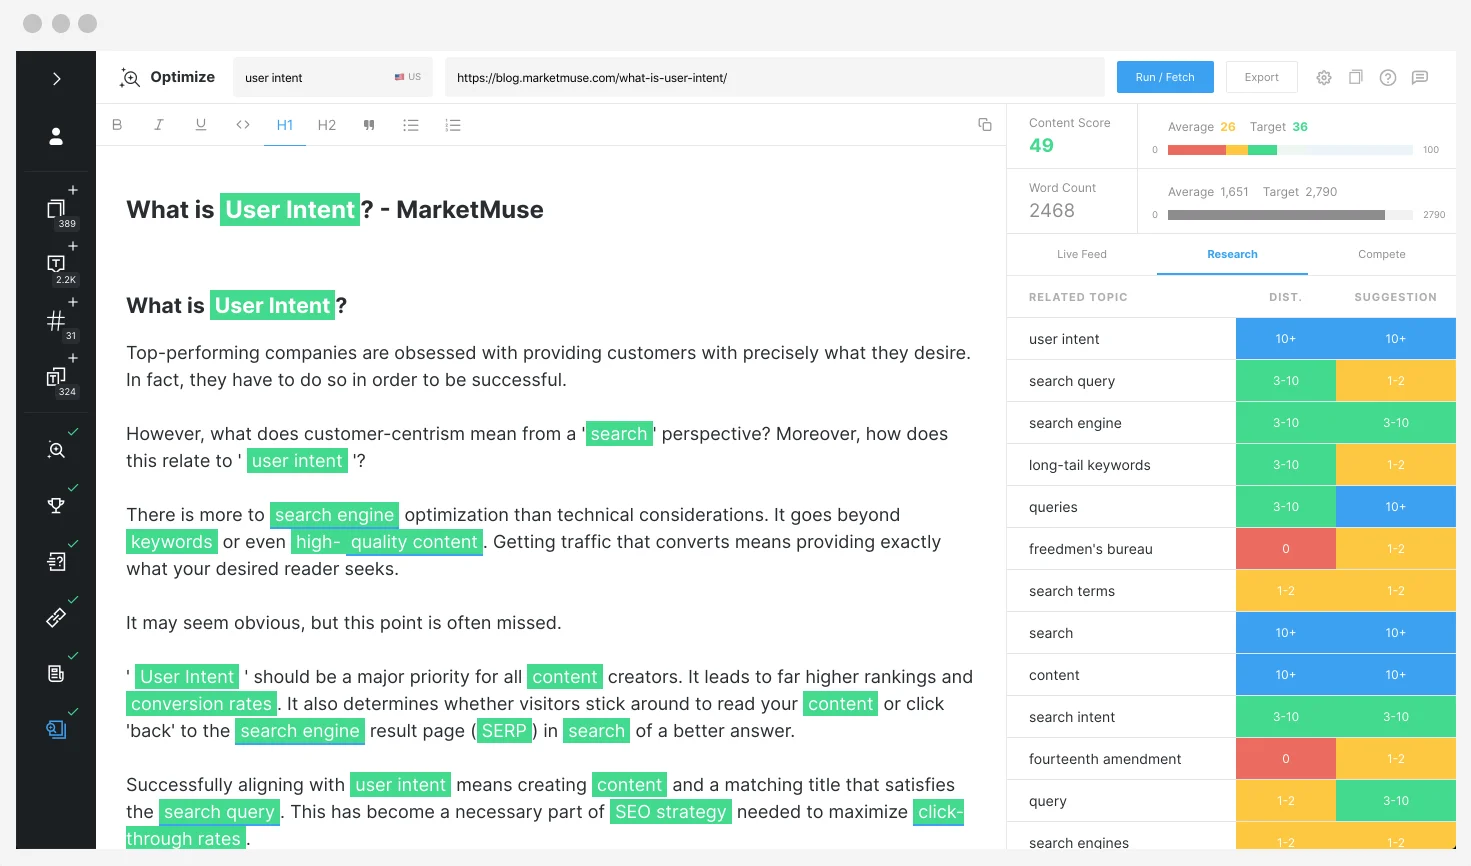 Optimize
user intent
US
https://blog.marketmuse.com/what-is-user-intent/
Run / Fetch
Export
B I U <> H1 H2
389
2.2K
31
324
What is User Intent? - MarketMuse
What is User Intent?
Top-performing companies are obsessed with providing customers with precisely what they desire.
In fact, they have to do so in order to be successful.
However, what does customer-centrism mean from a 'search' perspective? Moreover, how does
this relate to ' user intent '?
There is more to search engine optimization than technical considerations. It goes beyond
keywords or even high- quality content. Getting traffic that converts means providing exactly
what your desired reader seeks.
It may seem obvious, but this point is often missed.
' User Intent ' should be a major priority for all content creators. It leads to far higher rankings and
conversion rates. It also determines whether visitors stick around to read your content or click
'back' to the search engine result page (SERP) in search of a better answer.
Successfully aligning with user intent means creating content and a matching title that satisfies
the search query. This has become a necessary part of SEO strategy needed to maximize click-
through rates.
Content Score
49
Average 26 Target 36
0 100
Word Count
2468
Average 1,651 Target 2,790
0 2790
Live Feed Research Compete
RELATED TOPIC DIST. SUGGESTION
user intent 10+ 10+
search query 3-10 1-2
search engine 3-10 3-10
long-tail keywords 3-10 1-2
queries 3-10 10+
freedmen's bureau 0 1-2
search terms 1-2 1-2
search 10+ 10+
content 10+ 10+
search intent 3-10 3-10
fourteenth amendment 0 1-2
query 1-2 3-10
search engines 1-2 1-2